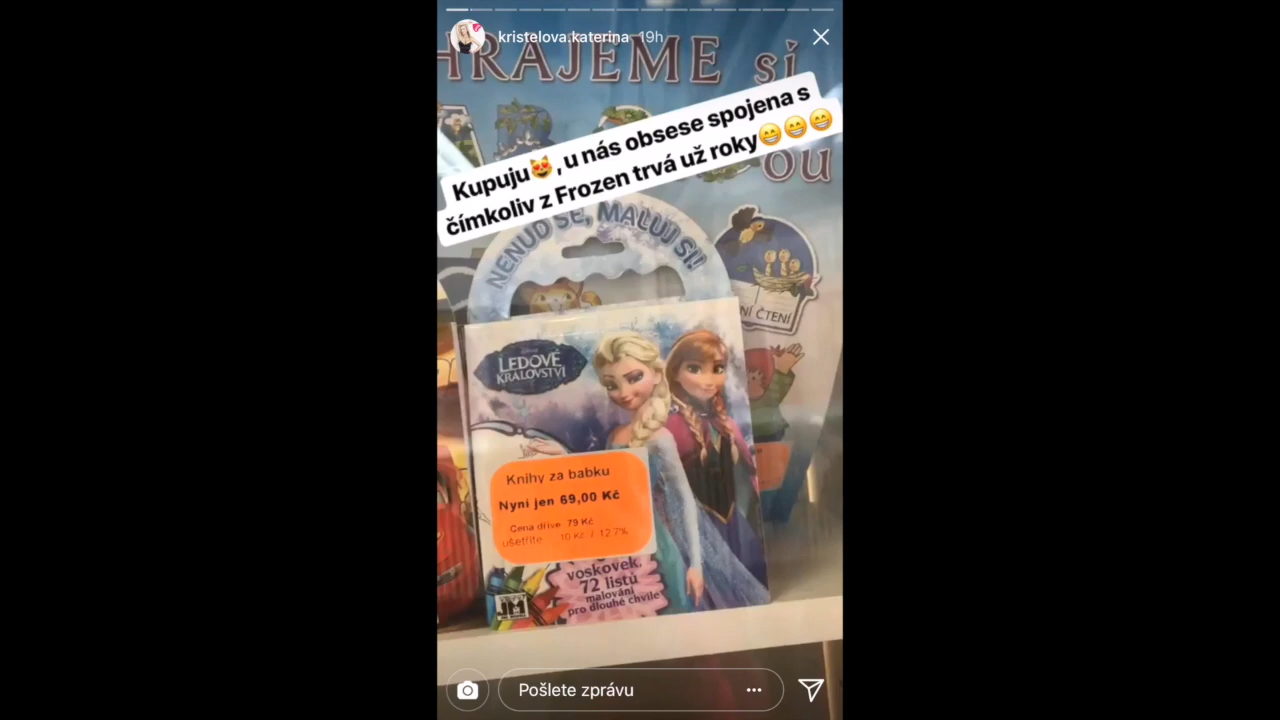 kristelova.katerina 19h
HRAJEME si
Kupuju😻, u nás obsese spojena s
čímkoliv z Frozen trvá už roky😁😁😁
ou
NENUĎ SE, MALUJ SI!
NÍ ČTENÍ
LEDOVÉ
KRÁLOVSTVÍ
Knihy za babku
Nyní jen 69,00 Kč
Cena dříve 79 Kč
ušetříte 10 Kč / 12.7%
voskovek,
72 listů
malování
pro dlouhé chvíle
JM
Pošlete zprávu